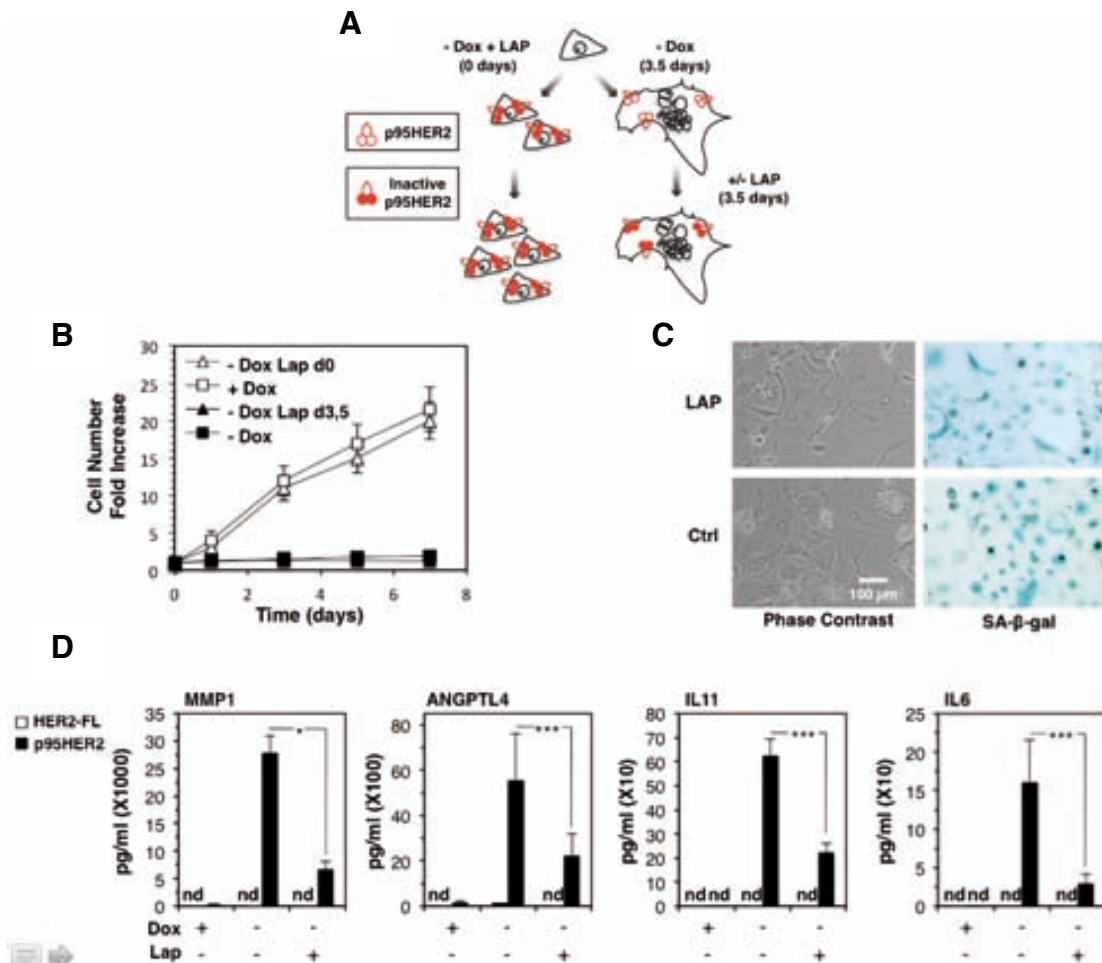 A
- Dox + LAP
(0 days)
- Dox
(3.5 days)
p95HER2
Inactive
p95HER2
+/- LAP
(3.5 days)
B
30
25
20
15
10
5
0
Cell Number
Fold Increase
- Dox Lap d0
+ Dox
- Dox Lap d3,5
- Dox
0 2 4 6 8
Time (days)
C
LAP
Ctrl
100 µm
Phase Contrast
SA-β-gal
D
HER2-FL
p95HER2
MMP1
pg/ml (X1000)
35
30
25
20
15
10
5
0
*
nd nd nd
ANGPTL4
pg/ml (X100)
80
60
40
20
0
***
nd
IL11
pg/ml (X10)
80
70
60
50
40
30
20
10
0
***
nd nd nd nd
IL6
pg/ml (X10)
25
20
15
10
5
0
***
nd nd nd nd
Dox + - - + - - + - - + - -
Lap - - + - - + - - + - - +